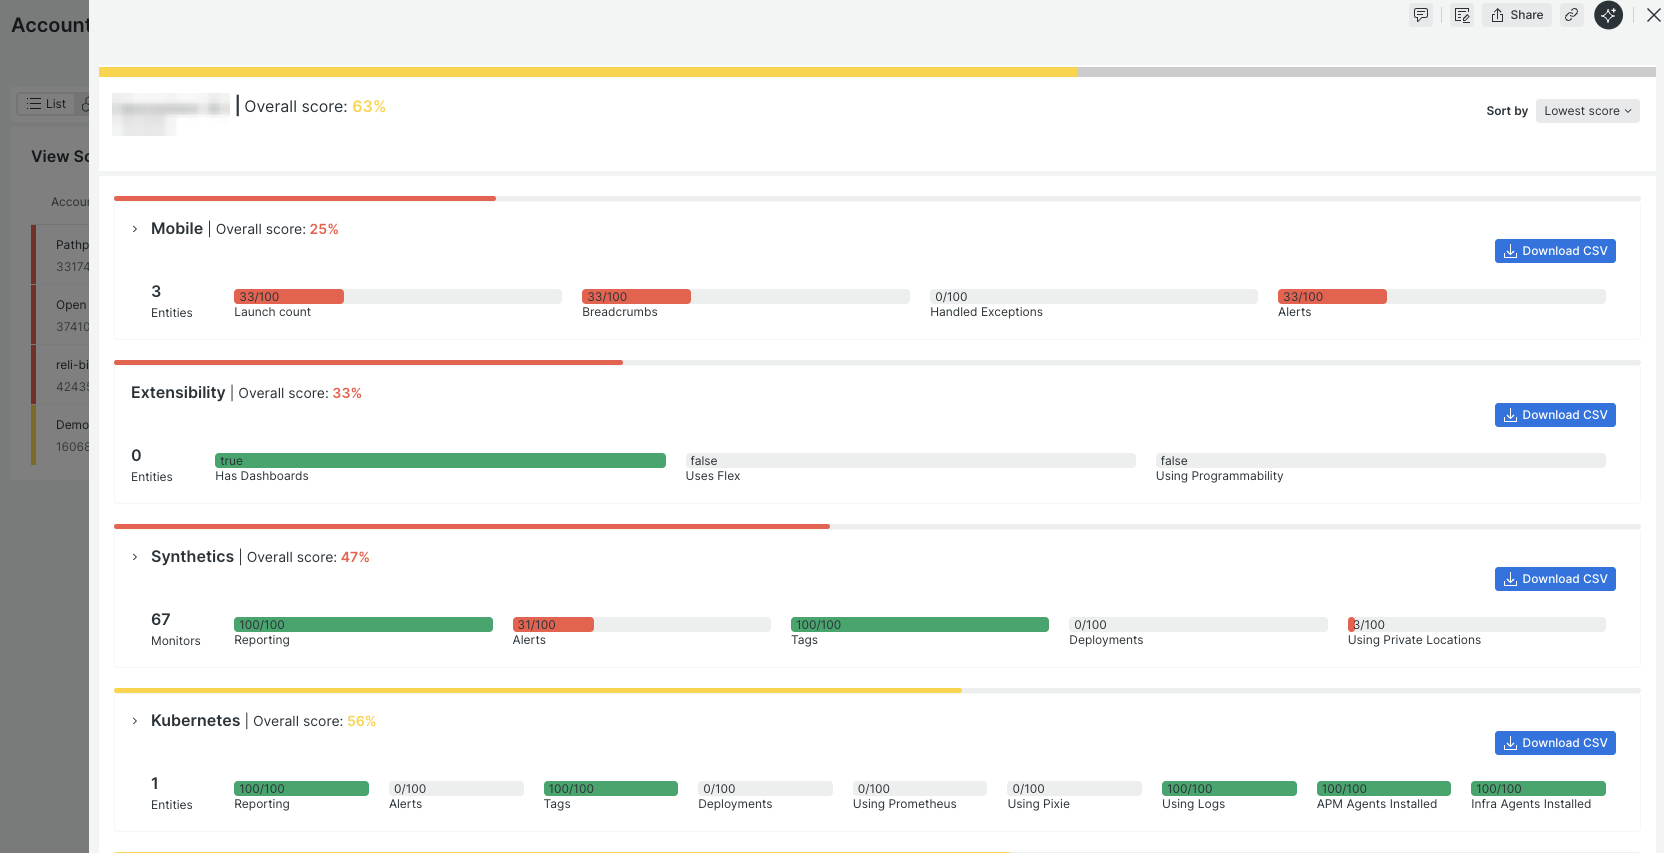 Account
Share
List
Overall score: 63%
Sort by
Lowest score
View Sc
Accou
Pathp
33174
Open
37410
reli-bi
42435
Demo
16068
Mobile | Overall score: 25%
Download CSV
3
Entities
33/100
Launch count
33/100
Breadcrumbs
0/100
Handled Exceptions
33/100
Alerts
Extensibility | Overall score: 33%
Download CSV
0
Entities
true
Has Dashboards
false
Uses Flex
false
Using Programmability
Synthetics | Overall score: 47%
Download CSV
67
Monitors
100/100
Reporting
31/100
Alerts
100/100
Tags
0/100
Deployments
3/100
Using Private Locations
Kubernetes | Overall score: 56%
Download CSV
1
Entities
100/100
Reporting
0/100
Alerts
100/100
Tags
0/100
Deployments
0/100
Using Prometheus
0/100
Using Pixie
100/100
Using Logs
100/100
APM Agents Installed
100/100
Infra Agents Installed